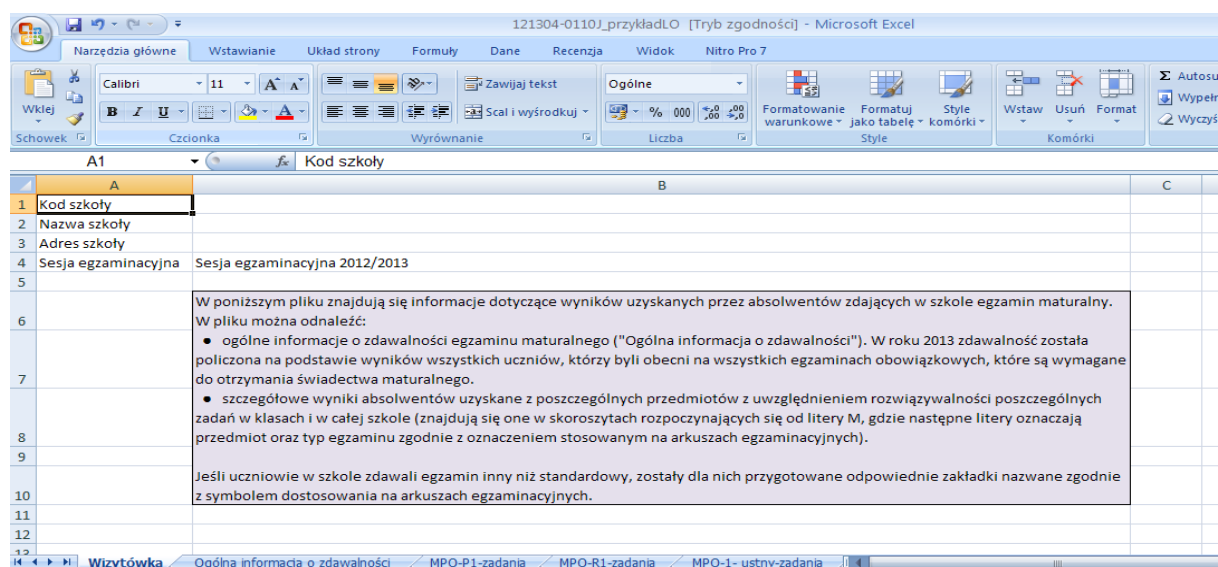 121304-0110J_przykładLO [Tryb zgodności] - Microsoft Excel
Narzędzia główne Wstawianie Układ strony Formuły Dane Recenzja Widok Nitro Pro 7
Wklej
Calibri 11
Zawijaj tekst
Ogólne
B I U
Scal i wyśrodkuj
% 000
Formatowanie warunkowe
Formatuj jako tabelę
Style komórki
Wstaw Usuń Format
Σ
Schowek Czcionka Wyrównanie Liczba Style Komórki
A1 fx Kod szkoły
A B C
1 Kod szkoły
2 Nazwa szkoły
3 Adres szkoły
4 Sesja egzaminacyjna Sesja egzaminacyjna 2012/2013
5
W poniższym pliku znajdują się informacje dotyczące wyników uzyskanych przez absolwentów zdających w szkole egzamin maturalny.
6 W pliku można odnaleźć:
● ogólne informacje o zdawalności egzaminu maturalnego ("Ogólna informacja o zdawalności"). W roku 2013 zdawalność została
policzona na podstawie wyników wszystkich uczniów, którzy byli obecni na wszystkich egzaminach obowiązkowych, które są wymagane
7 do otrzymania świadectwa maturalnego.
● szczegółowe wyniki absolwentów uzyskane z poszczególnych przedmiotów z uwzględnieniem rozwiązywalności poszczególnych
zadań w klasach i w całej szkole (znajdują się one w skoroszytach rozpoczynających się od litery M, gdzie następne litery oznaczają
8 przedmiot oraz typ egzaminu zgodnie z oznaczeniem stosowanym na arkuszach egzaminacyjnych).
9
Jeśli uczniowie w szkole zdawali egzamin inny niż standardowy, zostały dla nich przygotowane odpowiednie zakładki nazwane zgodnie
10 z symbolem dostosowania na arkuszach egzaminacyjnych.
11
12
Wizytówka Ogólna informacja o zdawalności MPO-P1-zadania MPO-R1-zadania MPO-1- ustny-zadania